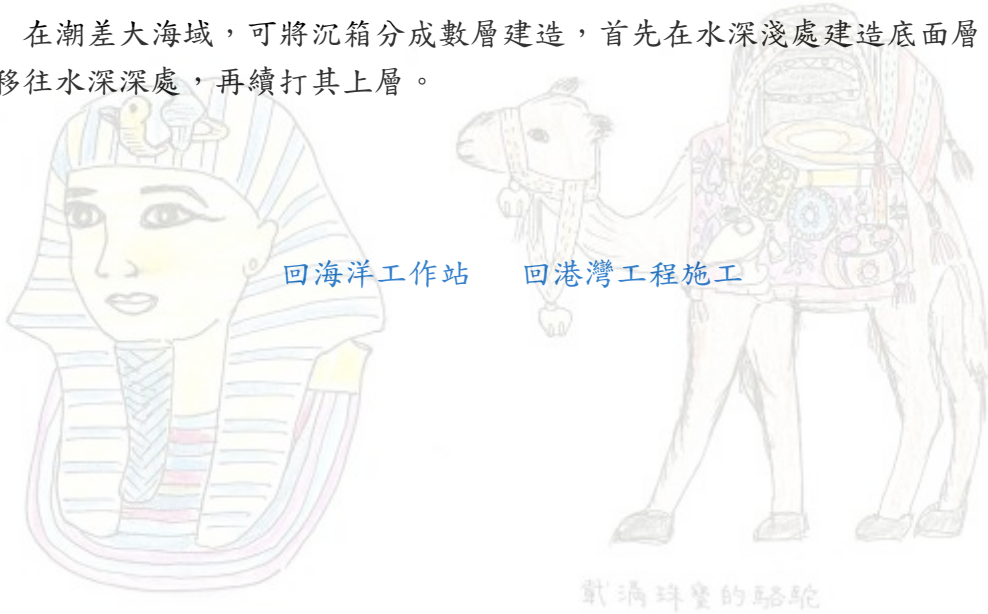 在潮差大海域，可將沉箱分成數層建造，首先在水深淺處建造底面層
移往水深深處，再續打其上層。
回海洋工作站 回港灣工程施工
戴滿珠寶的駱駝